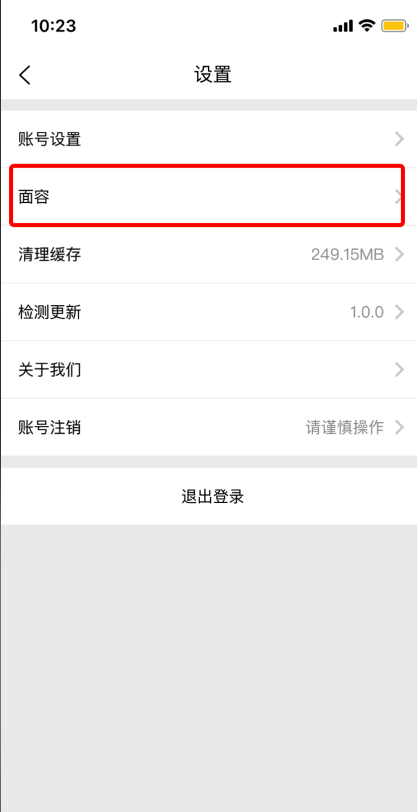 10:23
设置
账号设置
面容
清理缓存 249.15MB
检测更新 1.0.0
关于我们
账号注销 请谨慎操作
退出登录